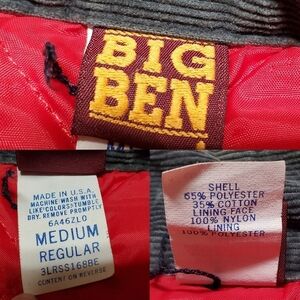 BIG
BEN
MADE IN U.S.A.
MACHINE WASH WITH
LIKE COLORS TUMBLE
DRY. REMOVE PROMPTLY
6A46ZLO
MEDIUM
REGULAR
3LRSS168BE
CONTENT ON REVERSE
SHELL
65% POLYESTER
35% COTTON
LINING FACE
100% NYLON
LINING
100% POLYESTER